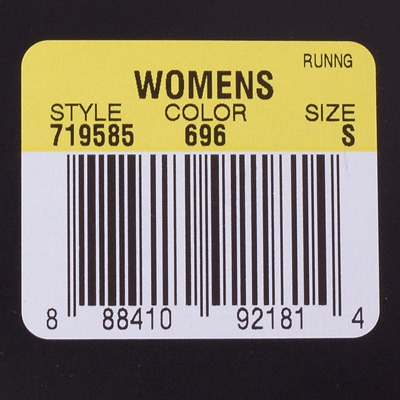 RUNNG
WOMENS
STYLE COLOR SIZE
719585 696 S
8 88410 92181 4